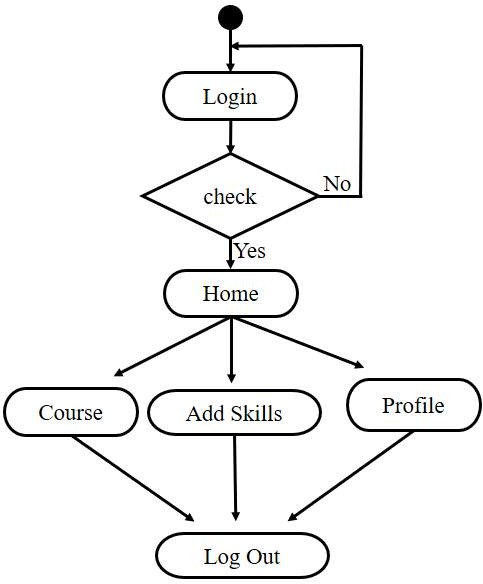 Login
check
No
Yes
Home
Course
Add Skills
Profile
Log Out